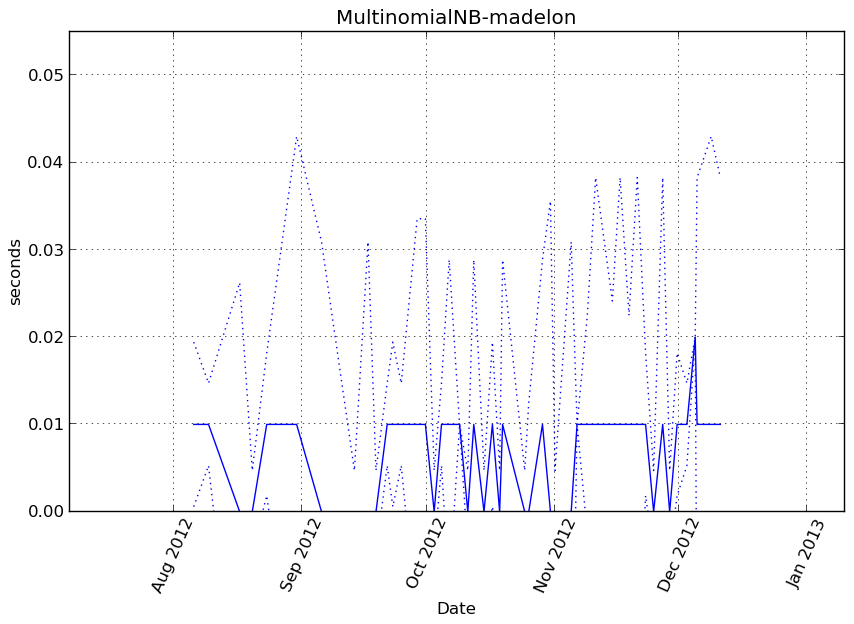 MultinomialNB-madelon
0.05
0.04
0.03
0.02
0.01
0.00
seconds
Aug 2012
Sep 2012
Oct 2012
Nov 2012
Dec 2012
Jan 2013
Date